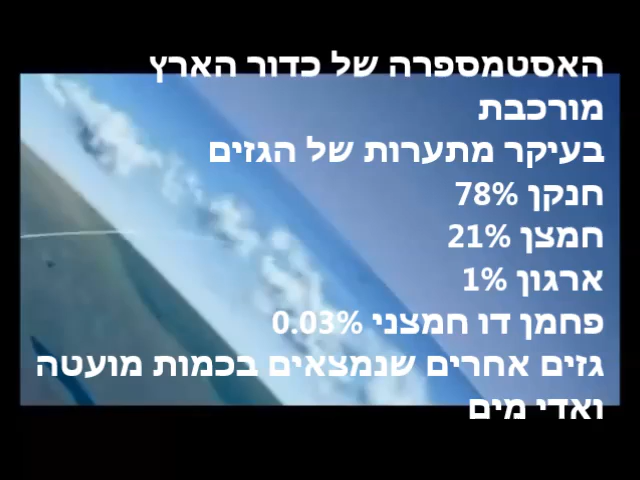 האסטמספרה של כדור הארץ
מורכבת
בעיקר מתערות של הגזים
חנקן 78%
חמצן 21%
ארגון 1%
פחמן דו חמצני 0.03%
גזים אחרים שנמצאים בכמות מועטה
ואדי מים